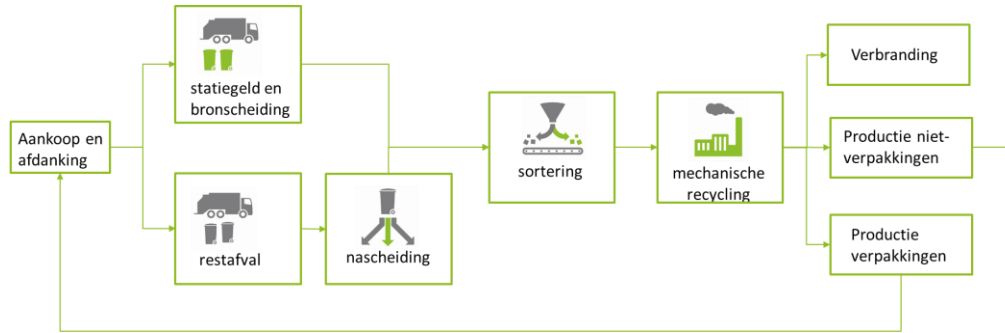 Aankoop en
afdanking
statiegeld en
bronscheiding
restafval
nascheiding
sortering
mechanische
recycling
Verbranding
Productie niet-
verpakkingen
Productie
verpakkingen